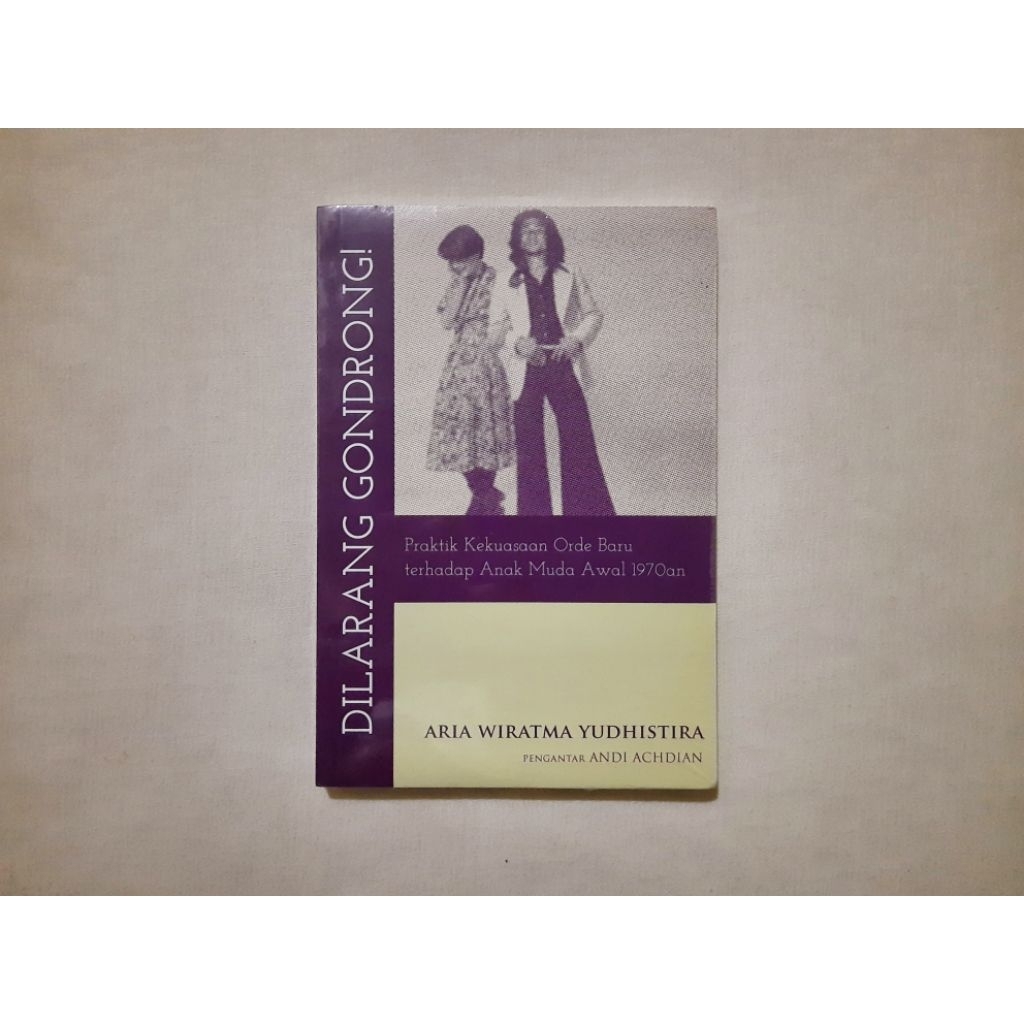 DILARANG GONDRONG!
Praktik Kekuasaan Orde Baru
terhadap Anak Muda Awal 1970an
ARIA WIRATMA YUDHISTIRA
PENGANTAR ANDI ACHDIAN